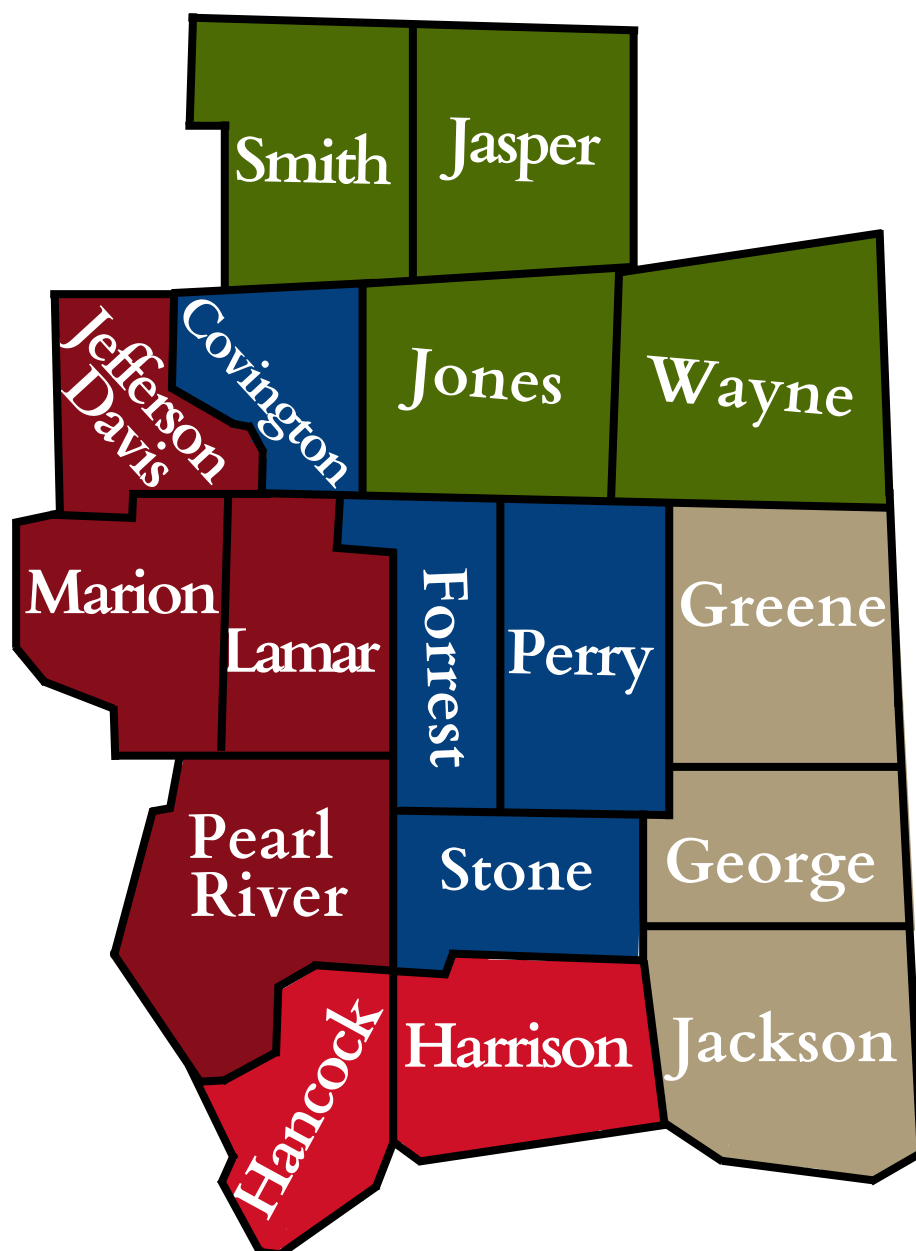 Smith
Jasper
Jefferson
Davis
Covington
Jones
Wayne
Marion
Lamar
Forrest
Perry
Greene
Pearl
River
Stone
George
Hancock
Harrison
Jackson